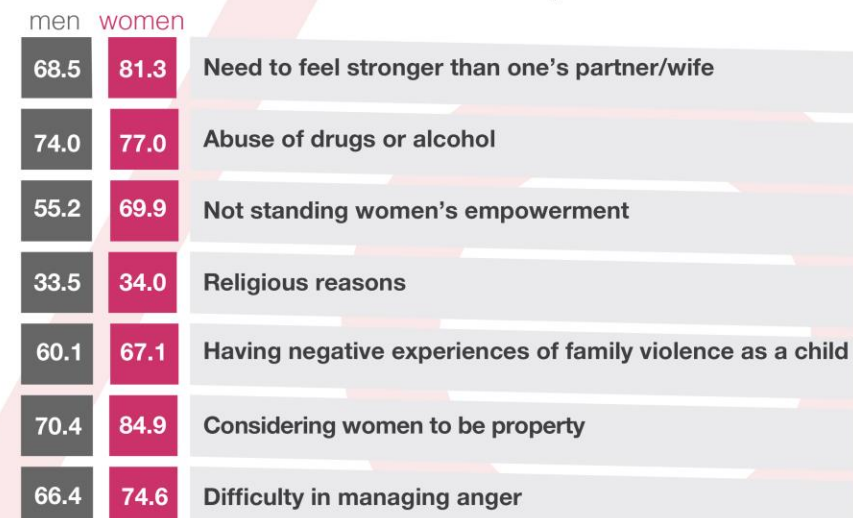 men women
68.5 81.3 Need to feel stronger than one's partner/wife
74.0 77.0 Abuse of drugs or alcohol
55.2 69.9 Not standing women's empowerment
33.5 34.0 Religious reasons
60.1 67.1 Having negative experiences of family violence as a child
70.4 84.9 Considering women to be property
66.4 74.6 Difficulty in managing anger